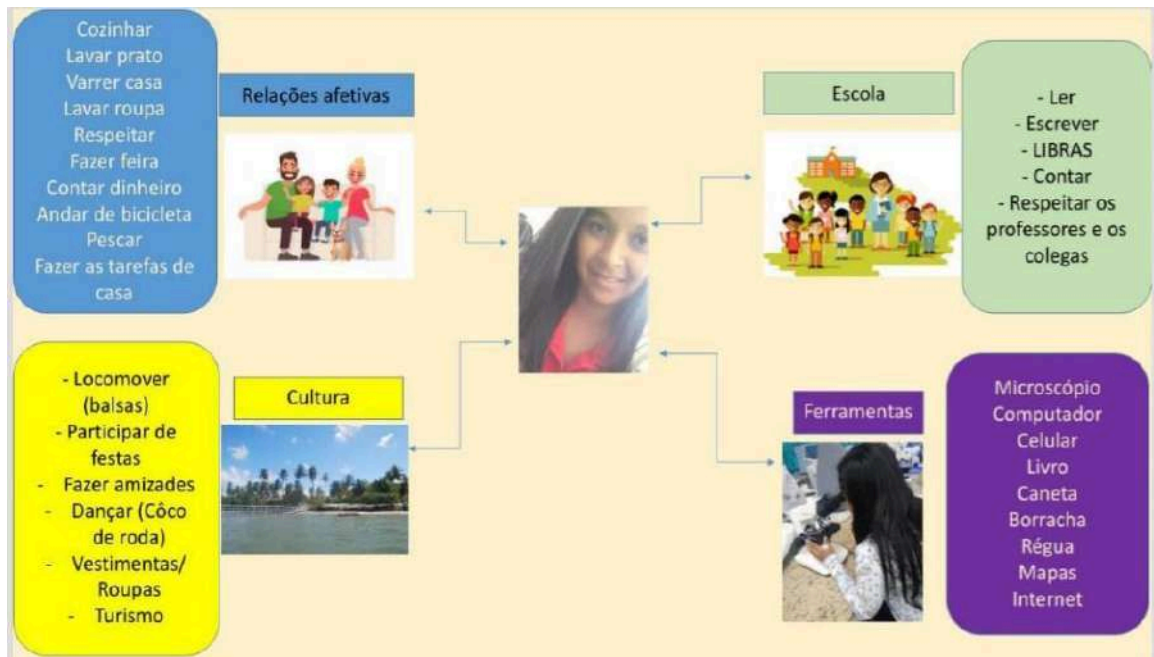 Cozinhar
Lavar prato
Varrer casa
Lavar roupa
Respeitar
Fazer feira
Contar dinheiro
Andar de bicicleta
Pescar
Fazer as tarefas de
casa
Relações afetivas
Escola
- Ler
- Escrever
- LIBRAS
- Contar
- Respeitar os
professores e os
colegas
- Locomover
(balsas)
- Participar de
festas
- Fazer amizades
- Dançar (Côco
de roda)
- Vestimentas/
Roupas
- Turismo
Cultura
Ferramentas
Microscópio
Computador
Celular
Livro
Caneta
Borracha
Régua
Mapas
Internet